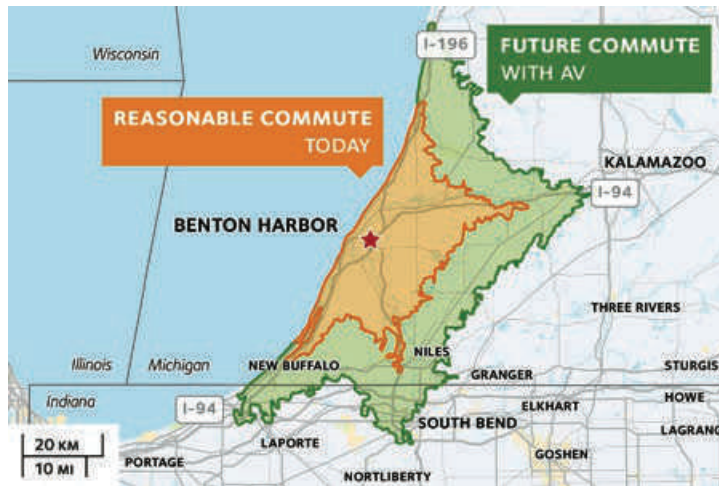 I-196
FUTURE COMMUTE
WITH AV
Wisconsin
REASONABLE COMMUTE
TODAY
KALAMAZOO
I-94
BENTON HARBOR
THREE RIVERS
Illinois
Michigan
NEW BUFFALO
NILES
GRANGER
STURGIS
Indiana
I-94
ELKHART
HOWE
SOUTH BEND
LAGRANG
20 KM
10 MI
LAPORTE
PORTAGE
GOSHEN
NORTLIBERTY